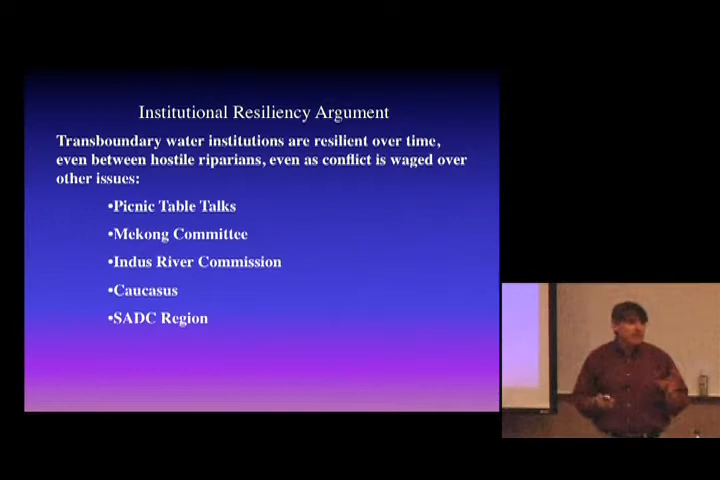 Institutional Resiliency Argument
Transboundary water institutions are resilient over time,
even between hostile riparians, even as conflict is waged over
other issues:
•Picnic Table Talks
•Mekong Committee
•Indus River Commission
•Caucasus
•SADC Region